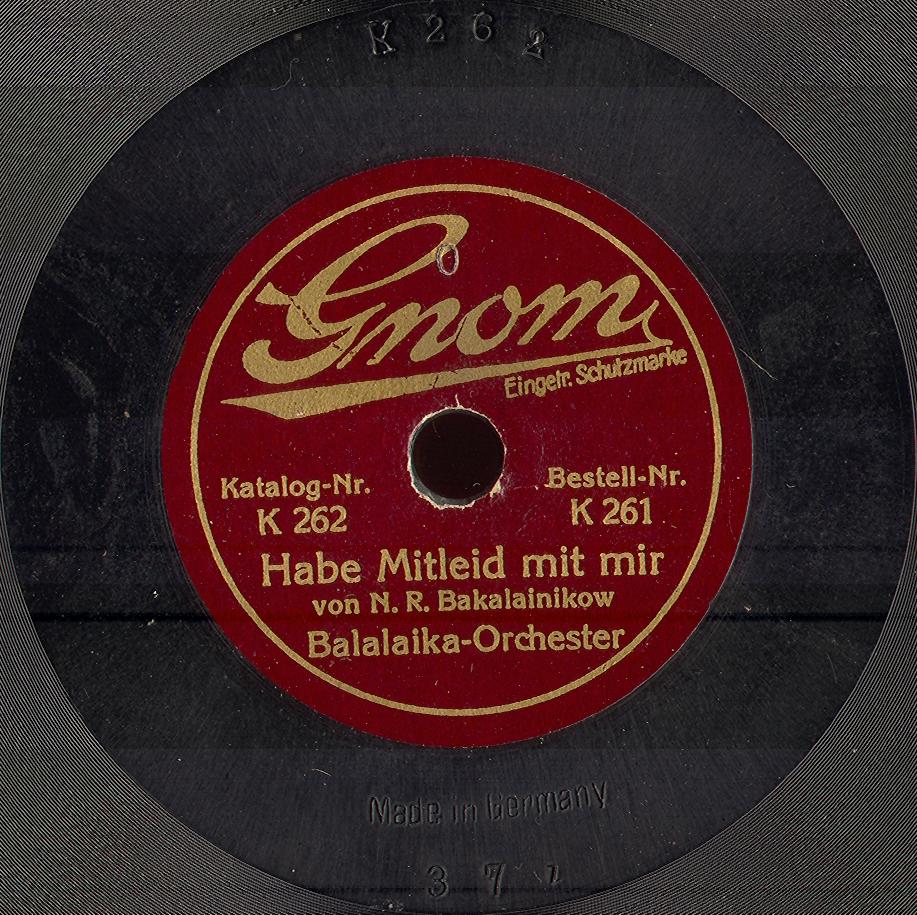 K 262
Gnom
Eingetr. Schutzmarke
Katalog-Nr.
K 262
Bestell-Nr.
K 261
Habe Mitleid mit mir
von N. R. Bakalainikow
Balalaika-Orchester
Made in Germany
3 7